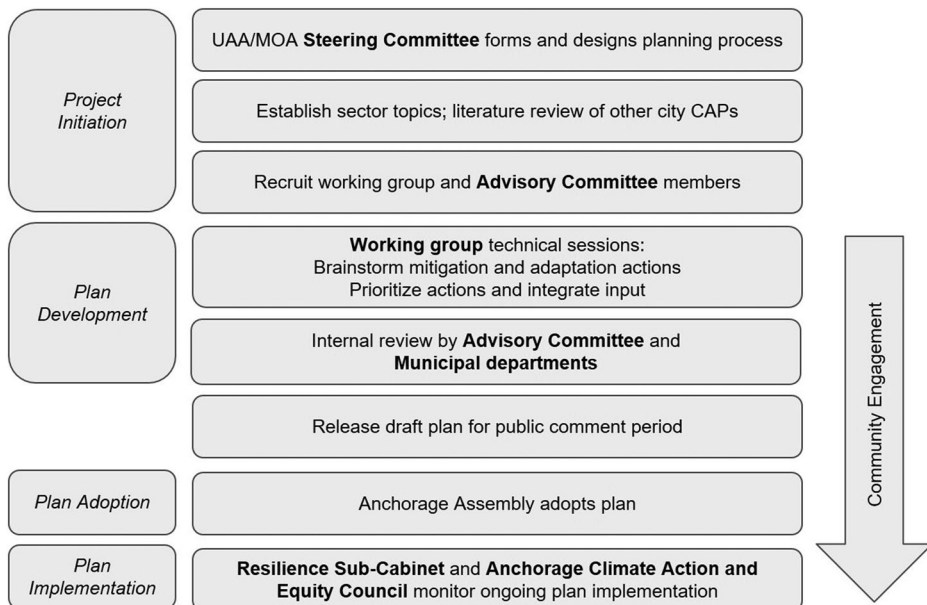 Project
Initiation
UAA/MOA Steering Committee forms and designs planning process
Establish sector topics; literature review of other city CAPs
Recruit working group and Advisory Committee members
Plan
Development
Working group technical sessions:
Brainstorm mitigation and adaptation actions
Prioritize actions and integrate input
Internal review by Advisory Committee and
Municipal departments
Release draft plan for public comment period
Plan Adoption
Anchorage Assembly adopts plan
Plan
Implementation
Resilience Sub-Cabinet and Anchorage Climate Action and
Equity Council monitor ongoing plan implementation
Community Engagement